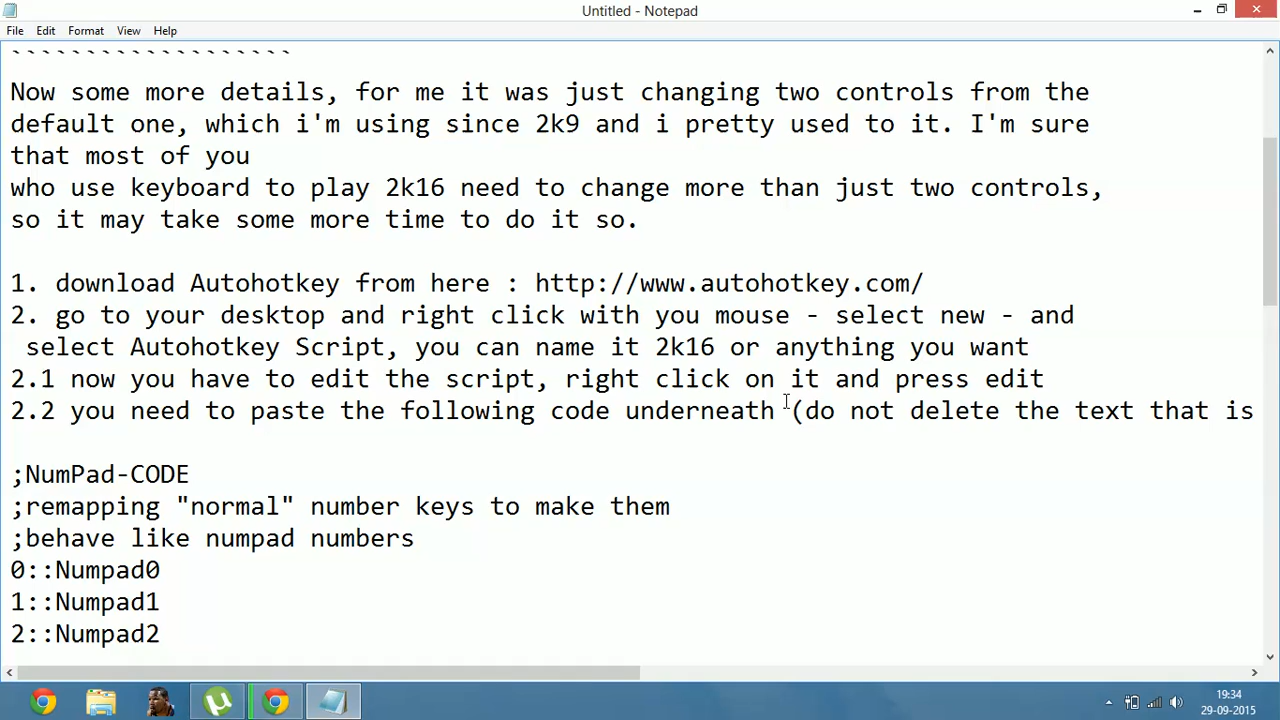 Untitled - Notepad
File Edit Format View Help
```````````````````
Now some more details, for me it was just changing two controls from the
default one, which i'm using since 2k9 and i pretty used to it. I'm sure
that most of you
who use keyboard to play 2k16 need to change more than just two controls,
so it may take some more time to do it so.
1. download Autohotkey from here : http://www.autohotkey.com/
2. go to your desktop and right click with you mouse - select new - and
select Autohotkey Script, you can name it 2k16 or anything you want
2.1 now you have to edit the script, right click on it and press edit
2.2 you need to paste the following code underneath (do not delete the text that is
;NumPad-CODE
;remapping "normal" number keys to make them
;behave like numpad numbers
0::Numpad0
1::Numpad1
2::Numpad2
19:34
29-09-2015